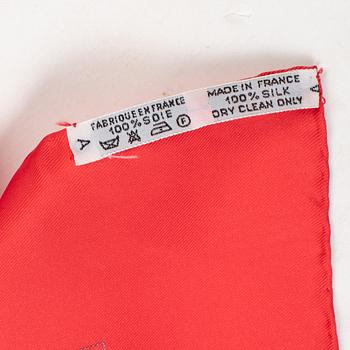 FABRIQUE EN FRANCE
100% SOIE
A
F
MADE IN FRANCE
100% SILK
DRY CLEAN ONLY
A